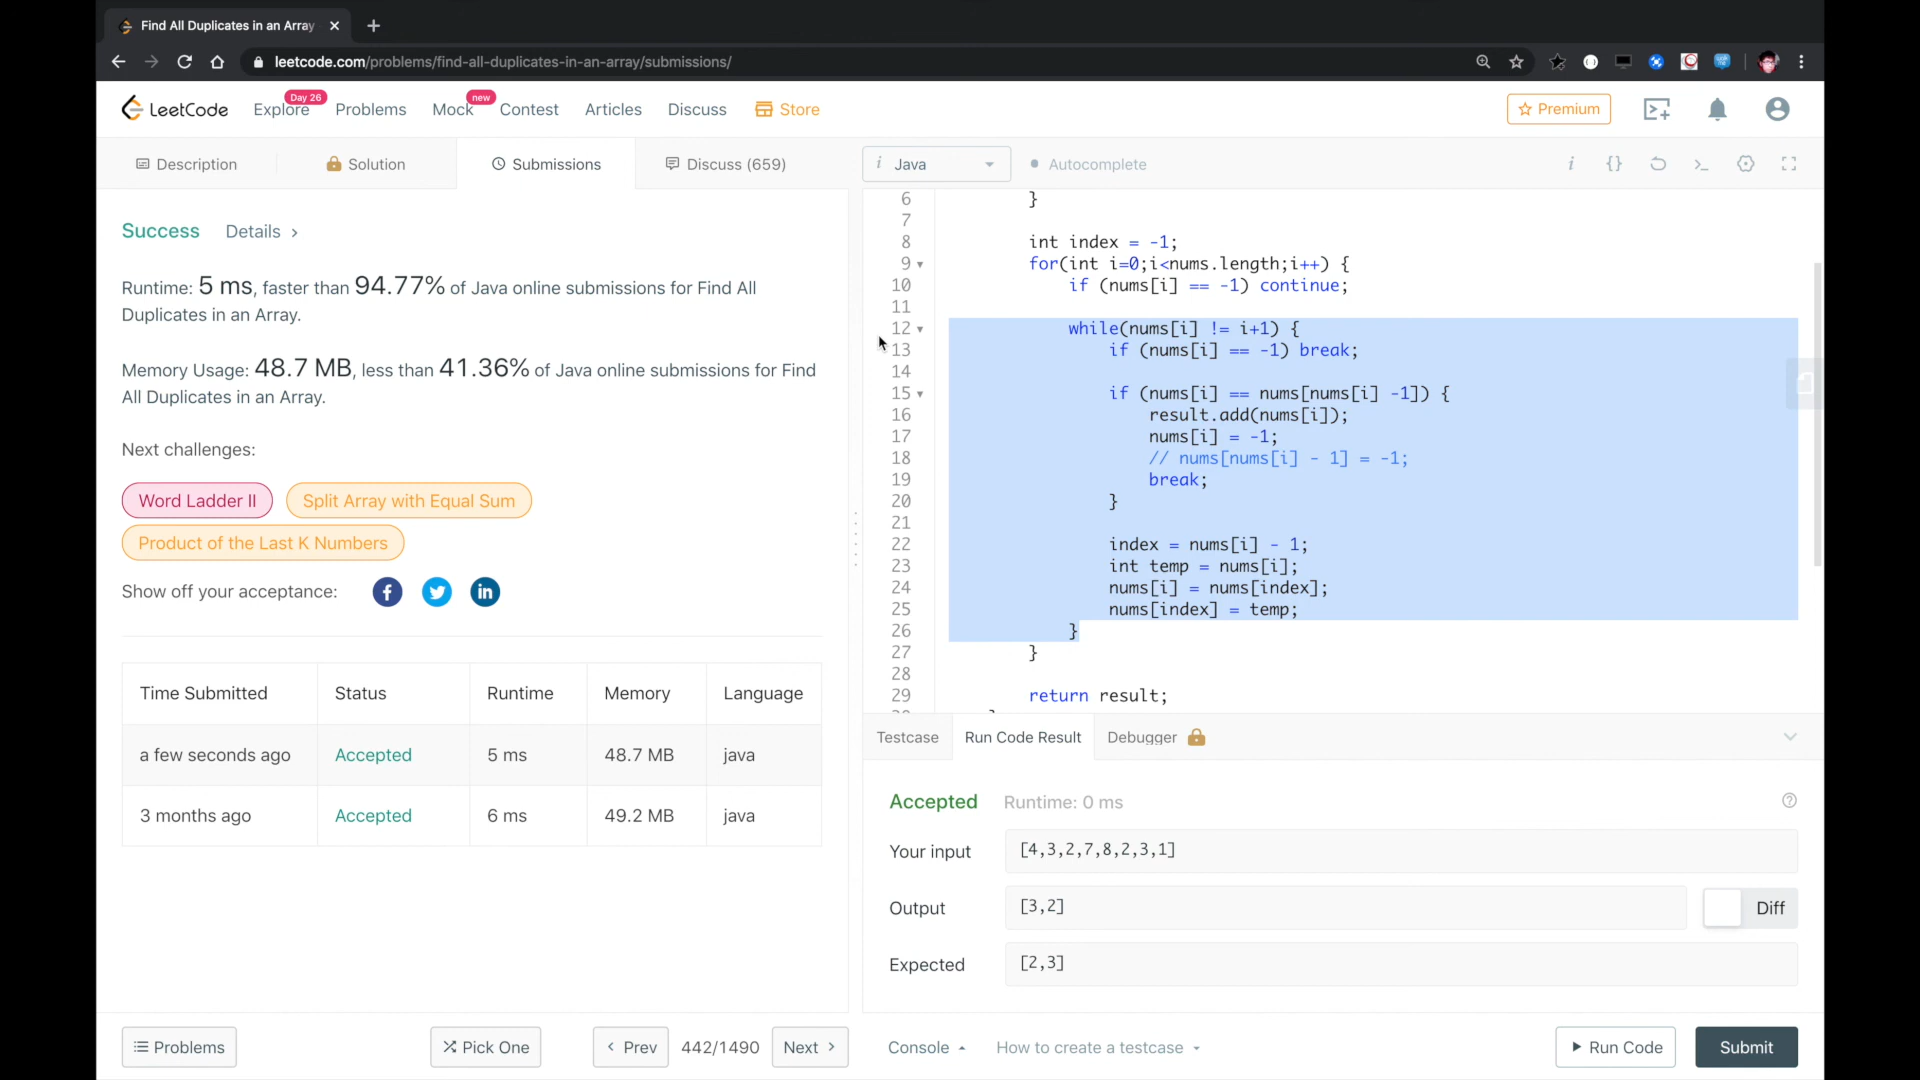 Find All Duplicates in an Array
leetcode.com/problems/find-all-duplicates-in-an-array/submissions/
LeetCode
Explore
Day 26
Problems
Mock
new
Contest
Articles
Discuss
Store
Premium
Description
Solution
Submissions
Discuss (659)
i Java
Autocomplete
Success
Details >
Runtime: 5 ms, faster than 94.77% of Java online submissions for Find All
Duplicates in an Array.
Memory Usage: 48.7 MB, less than 41.36% of Java online submissions for Find
All Duplicates in an Array.
Next challenges:
Word Ladder II
Split Array with Equal Sum
Product of the Last K Numbers
Show off your acceptance:
Time Submitted Status Runtime Memory Language
a few seconds ago Accepted 5 ms 48.7 MB java
3 months ago Accepted 6 ms 49.2 MB java
6 }
7
8 int index = -1;
9 for(int i=0;i<nums.length;i++) {
10 if (nums[i] == -1) continue;
11
12 while(nums[i] != i+1) {
13 if (nums[i] == -1) break;
14
15 if (nums[i] == nums[nums[i] -1]) {
16 result.add(nums[i]);
17 nums[i] = -1;
18 // nums[nums[i] - 1] = -1;
19 break;
20 }
21
22 index = nums[i] - 1;
23 int temp = nums[i];
24 nums[i] = nums[index];
25 nums[index] = temp;
26 }
27 }
28
29 return result;
Testcase
Run Code Result
Debugger
Accepted
Runtime: 0 ms
Your input
[4,3,2,7,8,2,3,1]
Output
[3,2]
Diff
Expected
[2,3]
Problems
Pick One
Prev
442/1490
Next
Console
How to create a testcase
Run Code
Submit